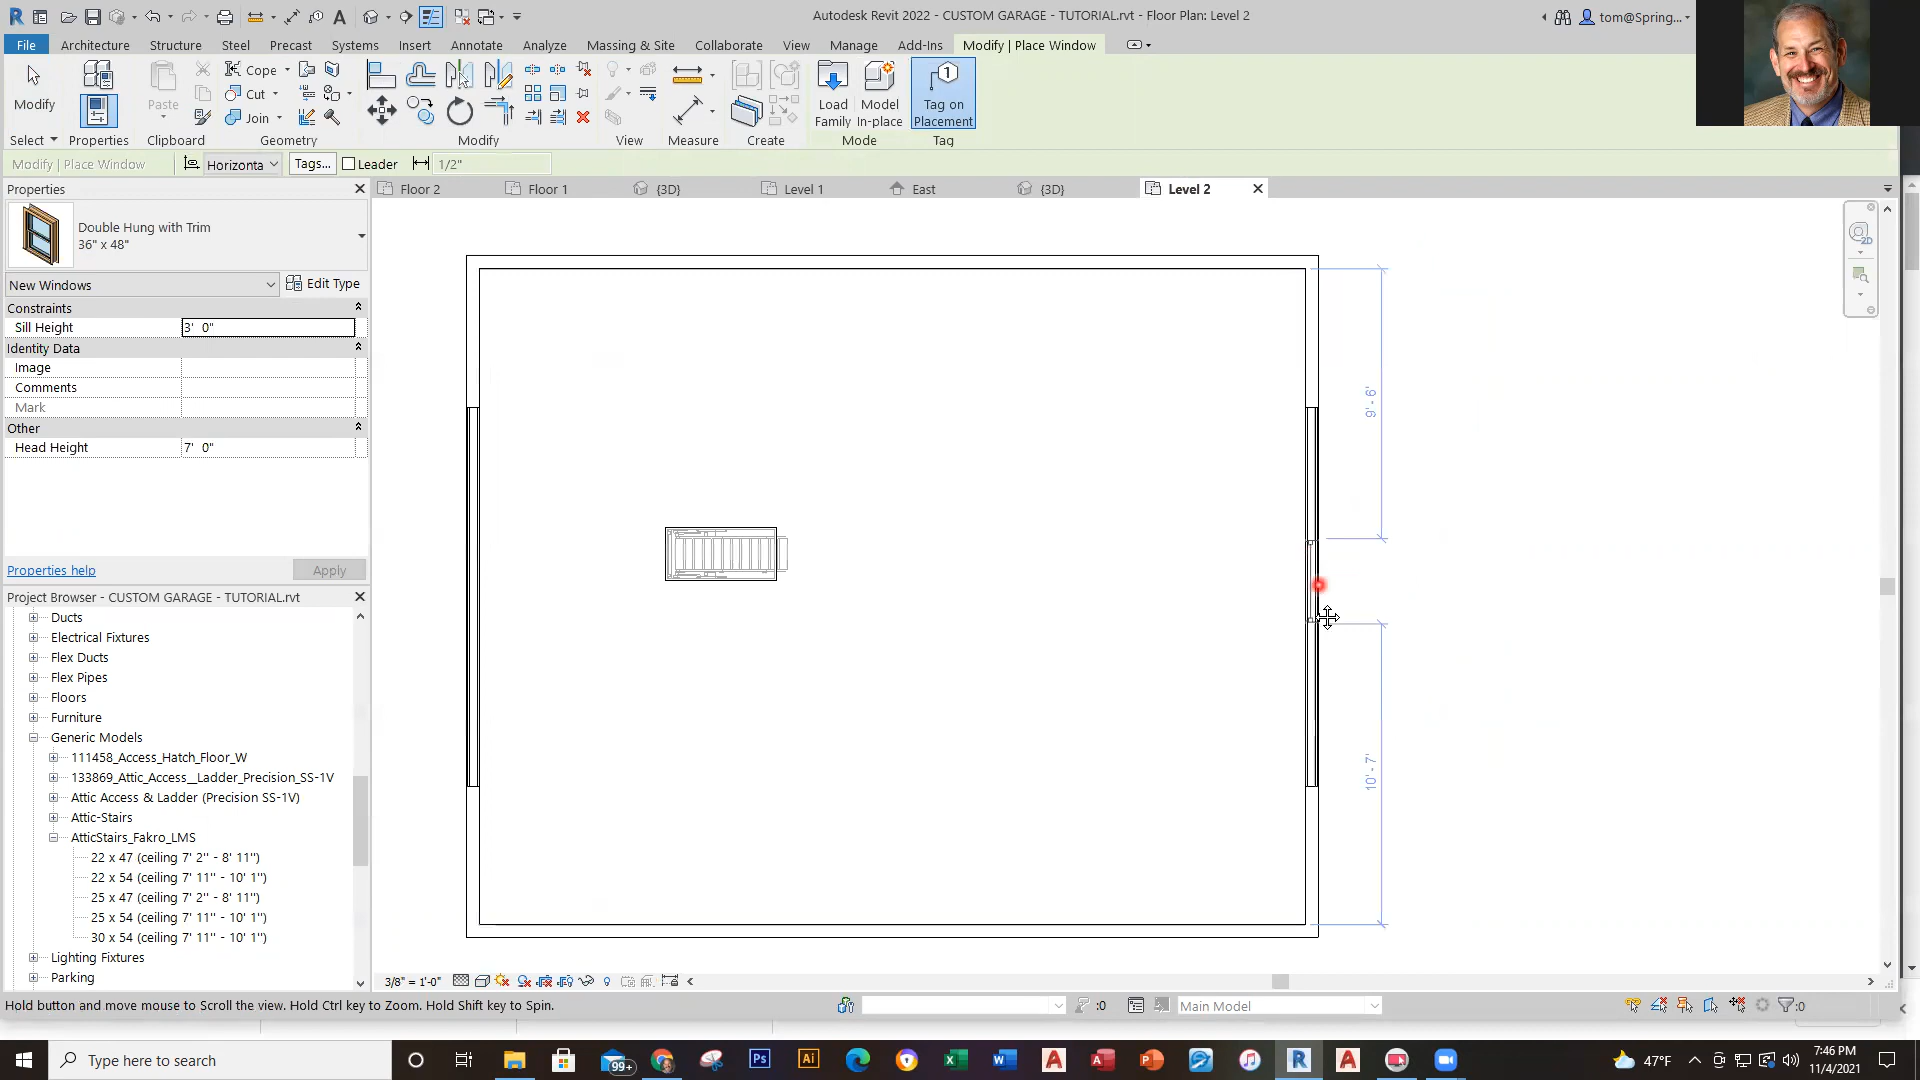 Autodesk Revit 2022 - CUSTOM GARAGE - TUTORIAL.rvt - Floor Plan: Level 2
tom@Spring...
File Architecture Structure Steel Precast Systems Insert Annotate Analyze Massing & Site Collaborate View Manage Add-Ins Modify | Place Window
Modify Paste Cope Cut Join Load Family Model In-place Tag on Placement
Select Properties Clipboard Geometry Modify View Measure Create Mode Tag
Modify | Place Window Horizonta Tags... Leader 1/2"
Properties
Floor 2 Floor 1 {3D} Level 1 East {3D} Level 2
Double Hung with Trim
36" x 48"
New Windows Edit Type
Constraints
Sill Height 3' 0"
Identity Data
Image
Comments
Mark
Other
Head Height 7' 0"
Properties help Apply
9' - 6'
10' - 7'
2D
Project Browser - CUSTOM GARAGE - TUTORIAL.rvt
Ducts
Electrical Fixtures
Flex Ducts
Flex Pipes
Floors
Furniture
Generic Models
111458_Access_Hatch_Floor_W
133869_Attic_Access__Ladder_Precision_SS-1V
Attic Access & Ladder (Precision SS-1V)
Attic-Stairs
AtticStairs_Fakro_LMS
22 x 47 (ceiling 7' 2" - 8' 11")
22 x 54 (ceiling 7' 11" - 10' 1")
25 x 47 (ceiling 7' 2" - 8' 11")
25 x 54 (ceiling 7' 11" - 10' 1")
30 x 54 (ceiling 7' 11" - 10' 1")
Lighting Fixtures
Parking
3/8" = 1'-0"
Hold button and move mouse to Scroll the view. Hold Ctrl key to Zoom. Hold Shift key to Spin.
:0 Main Model :0
Type here to search
99+
47°F
7:46 PM
11/4/2021